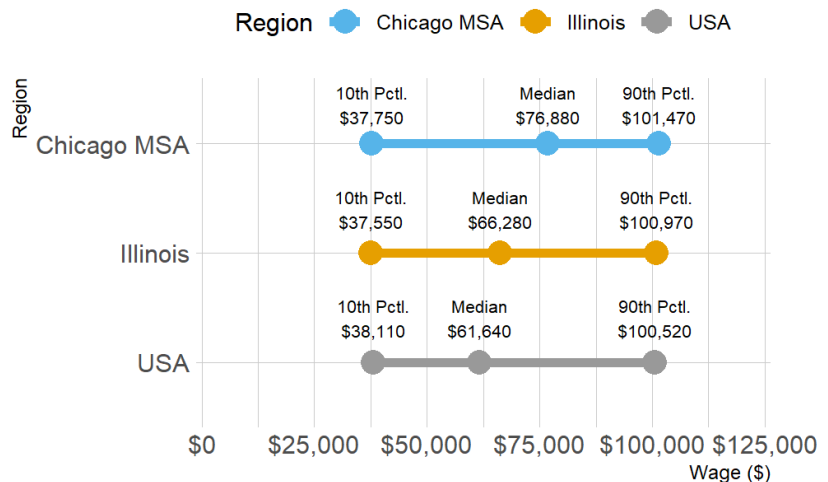 Region Chicago MSA Illinois USA
Region
10th Pctl. Median 90th Pctl.
$37,750 $76,880 $101,470
Chicago MSA
10th Pctl. Median 90th Pctl.
$37,550 $66,280 $100,970
Illinois
10th Pctl. Median 90th Pctl.
$38,110 $61,640 $100,520
USA
$0 $25,000 $50,000 $75,000 $100,000 $125,000
Wage ($)